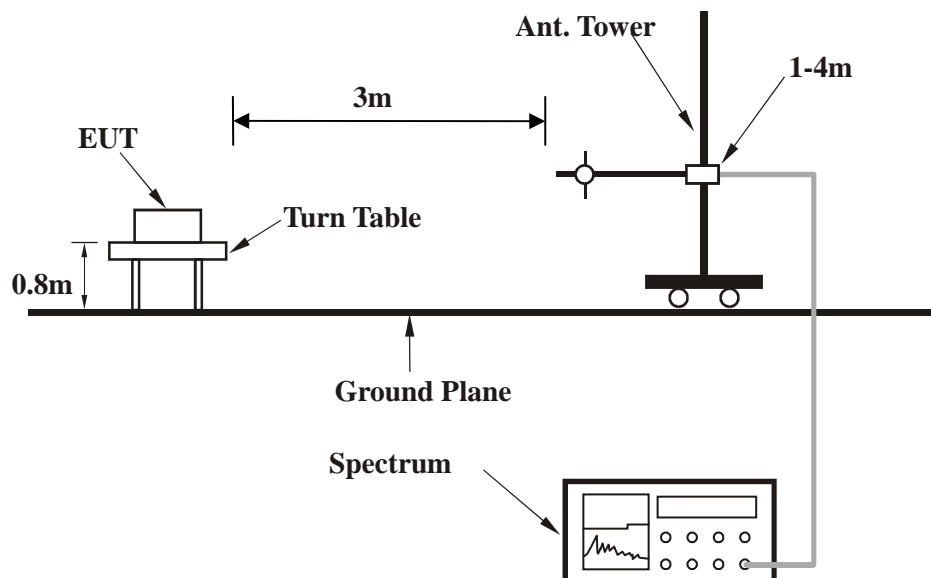 Ant. Tower
1-4m
3m
EUT
Turn Table
0.8m
Ground Plane
Spectrum